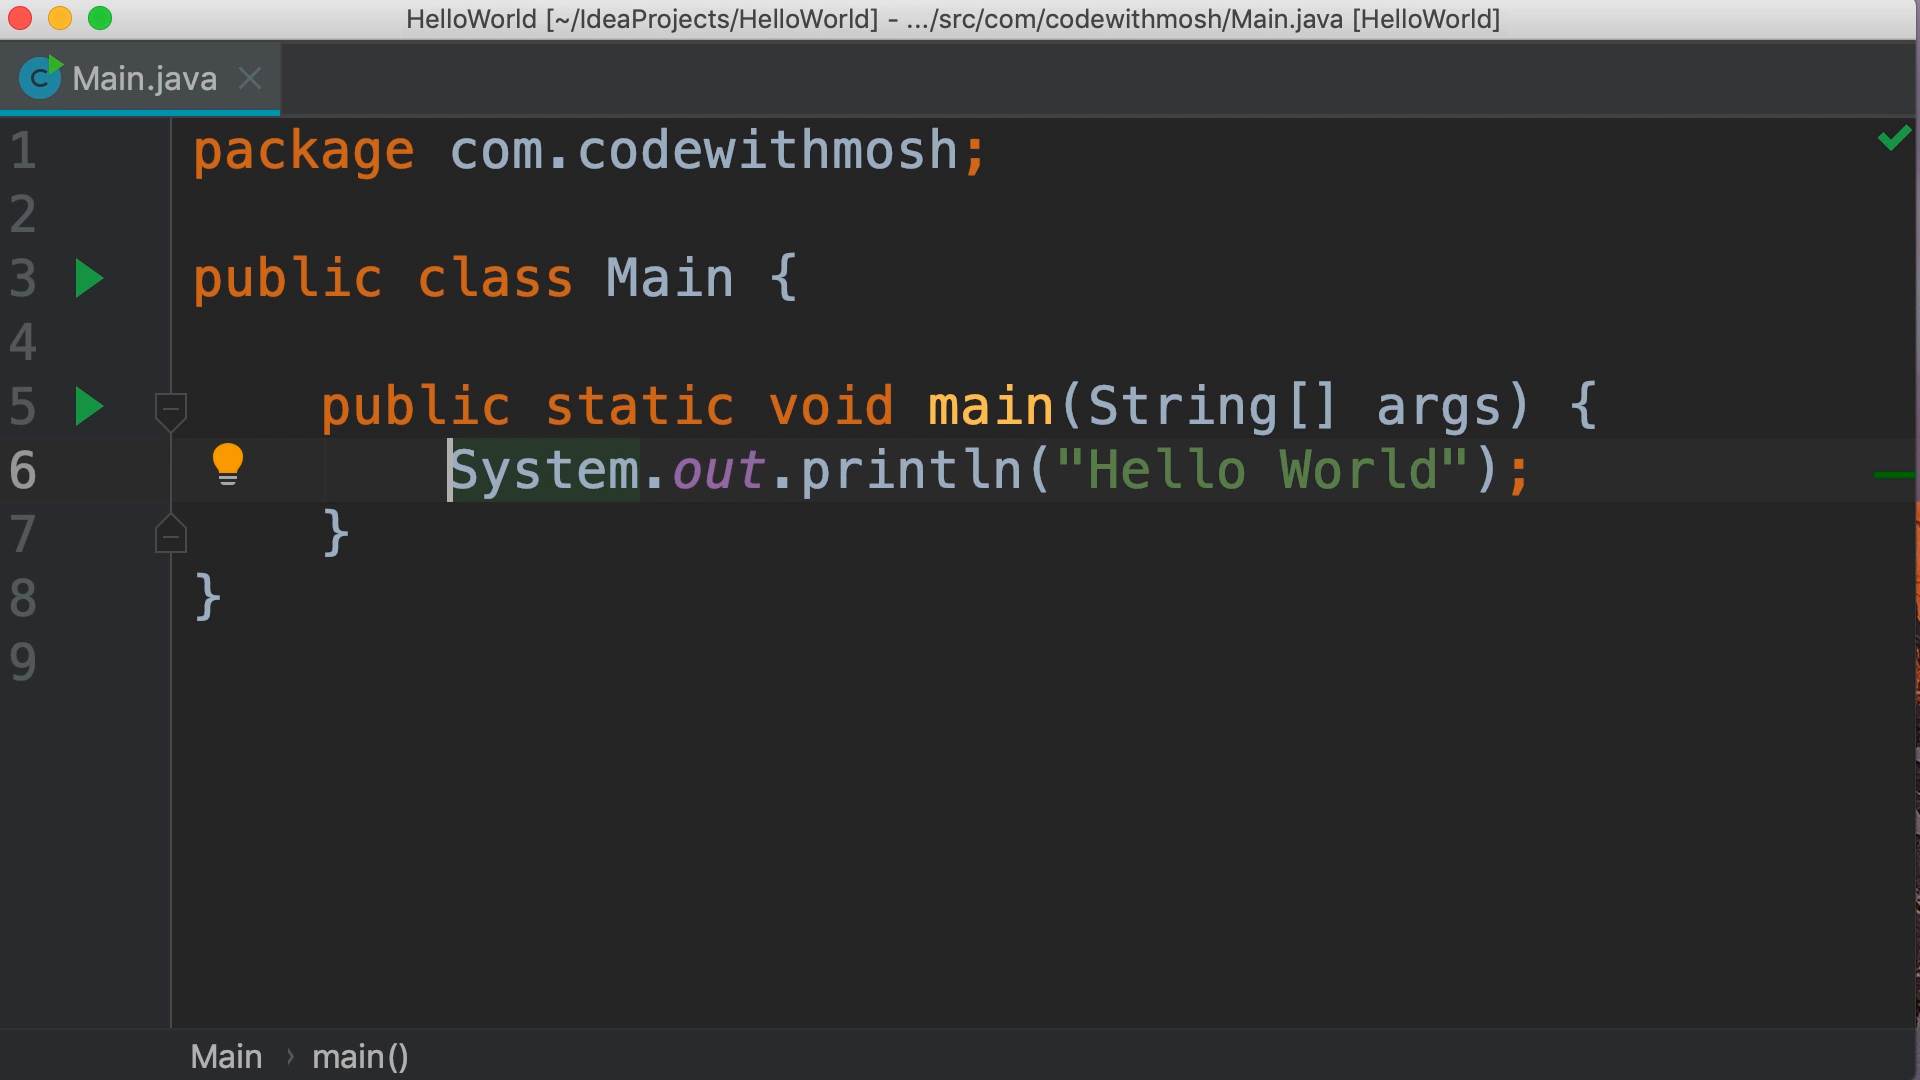 HelloWorld [~/IdeaProjects/HelloWorld] - .../src/com/codewithmosh/Main.java [HelloWorld]
C Main.java
1 package com.codewithmosh;
2
3 public class Main {
4
5 public static void main(String[] args) {
6 System.out.println("Hello World");
7 }
8 }
9
Main › main()